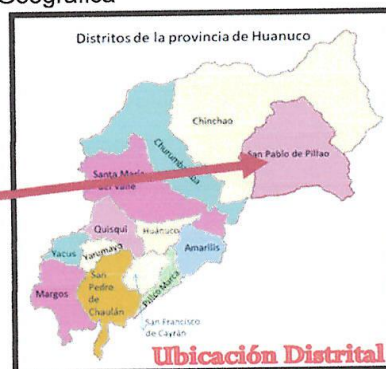 Geográfica
Distritos de la provincia de Huanuco
Chinchao
Churumbamba
San Pablo de Pillao
Santa María
del Valle
Quisqui
Huánuco
Yacus
Yarumayo
Amarilis
San
Pedro
de
Chaulán
Margos
Pillco Marca
San Francisco
de Cayrán
Ubicación Distrital